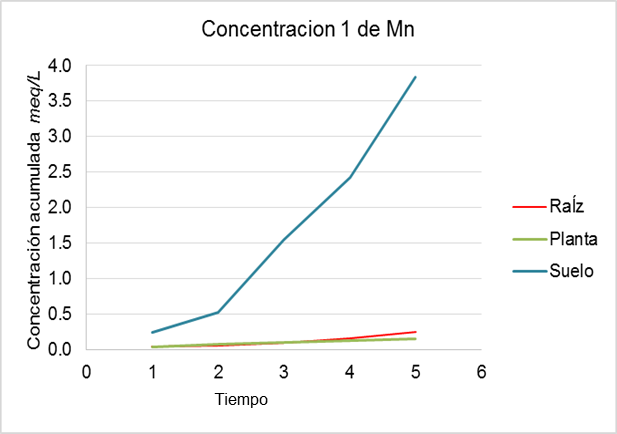 Concentracion 1 de Mn
Concentración acumulada meq/L
4.0
3.5
3.0
2.5
2.0
1.5
1.0
0.5
0.0
0 1 2 3 4 5 6
Tiempo
RaÍz
Planta
Suelo